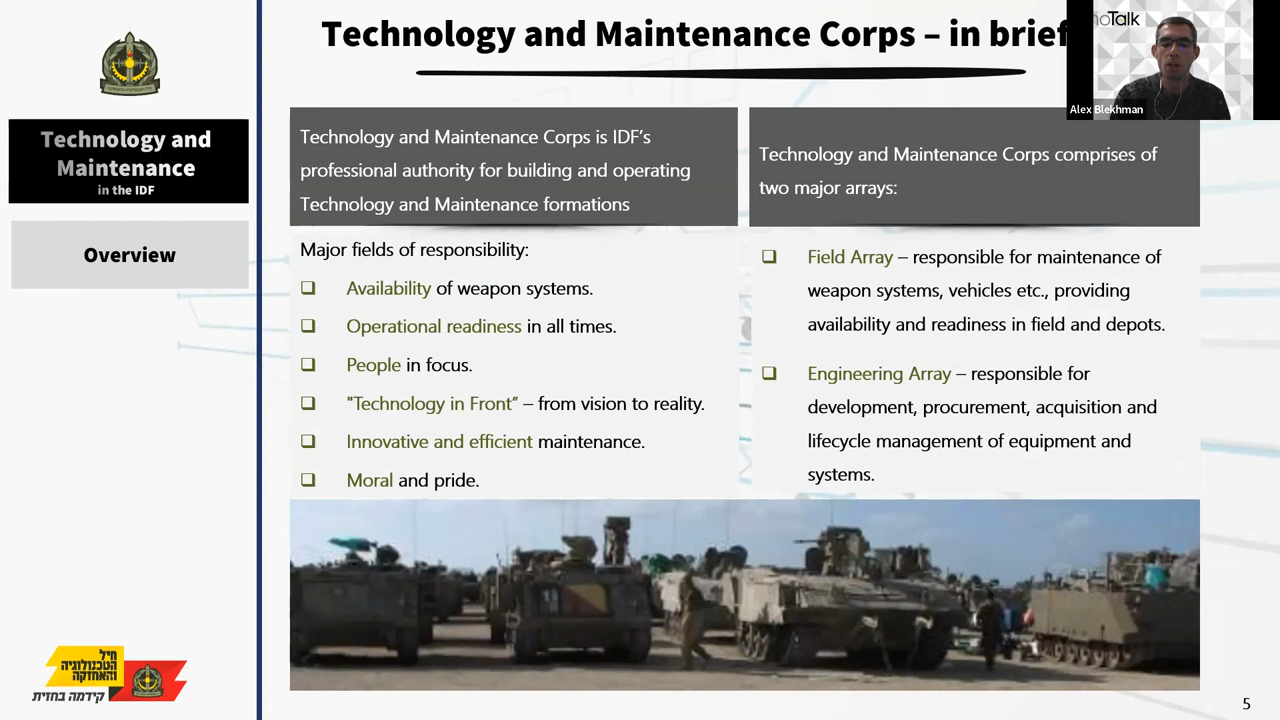 Technology and Maintenance Corps – in brief
noTalk
Alex Blekhman
Technology and
Maintenance
in the IDF
Overview
Technology and Maintenance Corps is IDF's
professional authority for building and operating
Technology and Maintenance formations
Major fields of responsibility:
❑ Availability of weapon systems.
❑ Operational readiness in all times.
❑ People in focus.
❑ "Technology in Front” – from vision to reality.
❑ Innovative and efficient maintenance.
❑ Moral and pride.
Technology and Maintenance Corps comprises of
two major arrays:
❑ Field Array – responsible for maintenance of
weapon systems, vehicles etc., providing
availability and readiness in field and depots.
❑ Engineering Array – responsible for
development, procurement, acquisition and
lifecycle management of equipment and
systems.
חיל
הטכנולוגיה
והאחזקה
קידמה בחזית
5